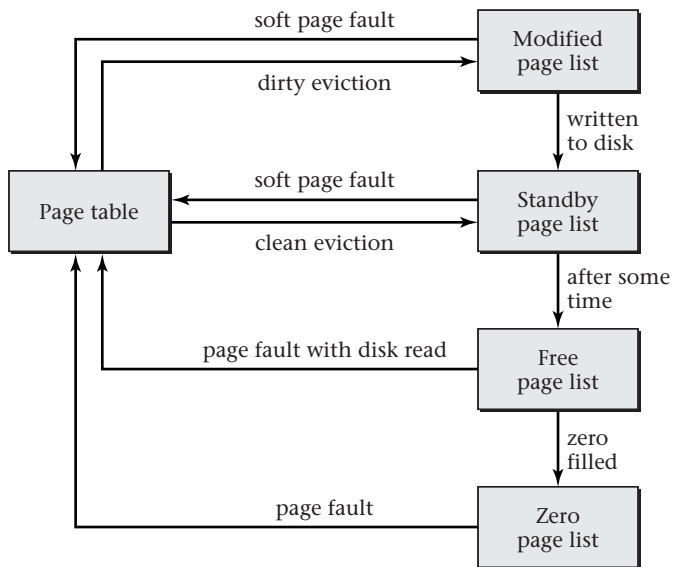 soft page fault
Modified
page list
dirty eviction
written
to disk
Page table
soft page fault
Standby
page list
clean eviction
after some
time
page fault with disk read
Free
page list
zero
filled
page fault
Zero
page list